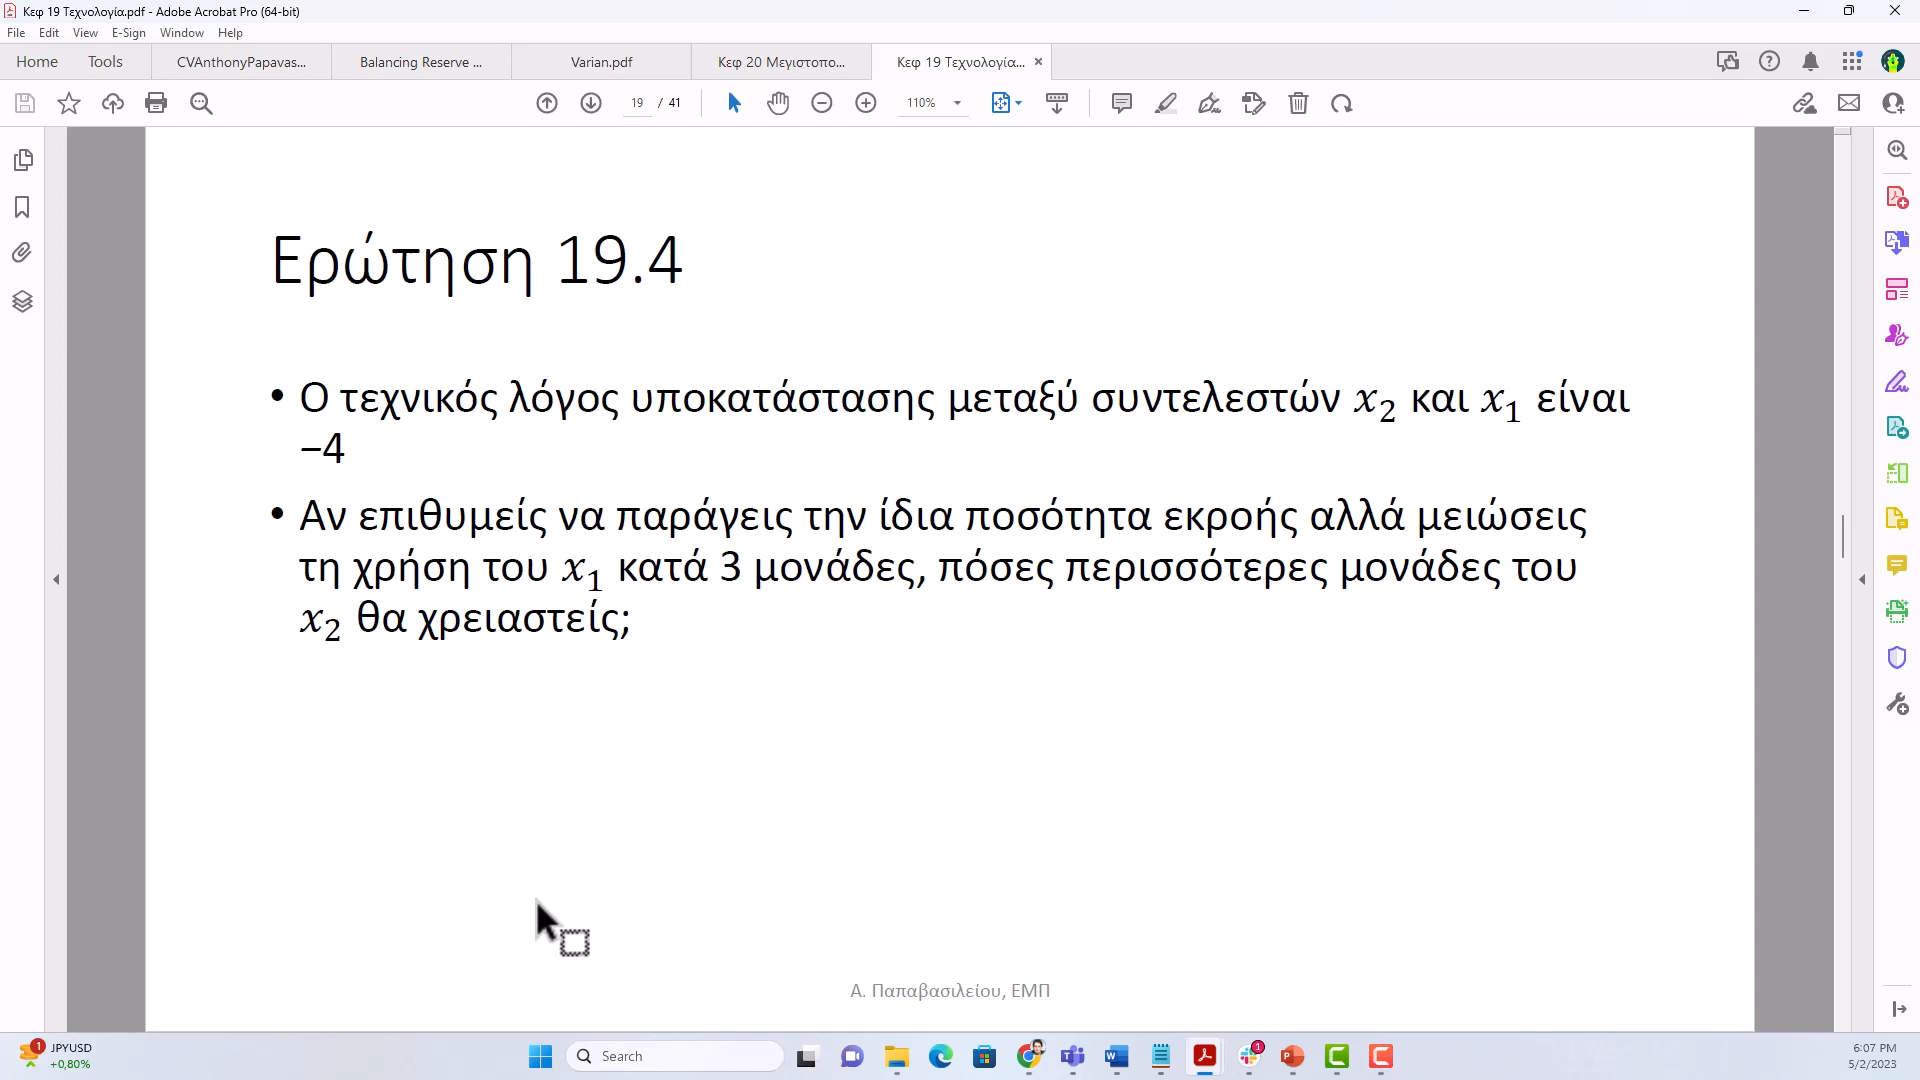 Κεφ 19 Τεχνολογία.pdf - Adobe Acrobat Pro (64-bit)
File Edit View E-Sign Window Help
Home Tools CVAnthonyPapavas... Balancing Reserve ... Varian.pdf Κεφ 20 Μεγιστοπο... Κεφ 19 Τεχνολογία... ×
19 / 41 110%
Ερώτηση 19.4
• Ο τεχνικός λόγος υποκατάστασης μεταξύ συντελεστών x₂ και x₁ είναι
−4
• Αν επιθυμείς να παράγεις την ίδια ποσότητα εκροής αλλά μειώσεις
τη χρήση του x₁ κατά 3 μονάδες, πόσες περισσότερες μονάδες του
x₂ θα χρειαστείς;
Α. Παπαβασιλείου, ΕΜΠ
1 JPYUSD
+0,80%
Search
1
6:07 PM
5/2/2023